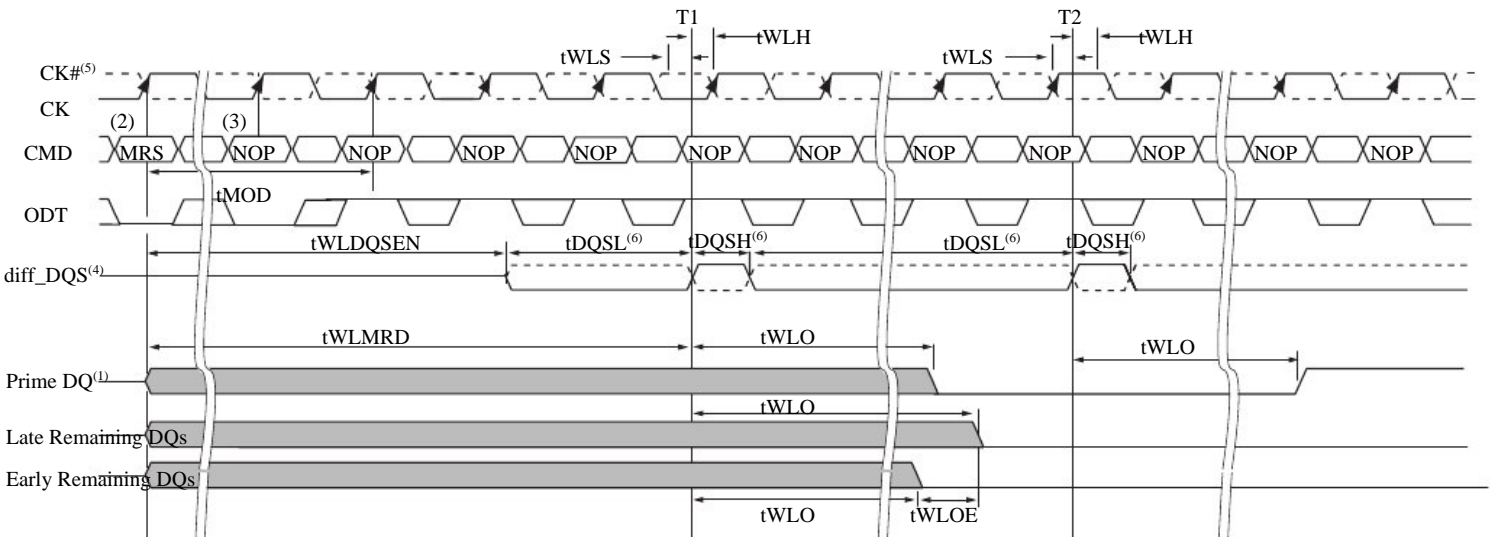 T1 T2
tWLH tWLH
tWLS tWLS
CK#(5)
CK
(2) (3)
CMD MRS NOP NOP NOP NOP NOP NOP NOP NOP NOP NOP NOP
tMOD
ODT
tWLDQSEN tDQSL(6) tDQSH(6) tDQSL(6) tDQSH(6)
diff_DQS(4)
tWLMRD tWLO
tWLO
Prime DQ(1)
tWLO
Late Remaining DQs
Early Remaining DQs
tWLO tWLOE